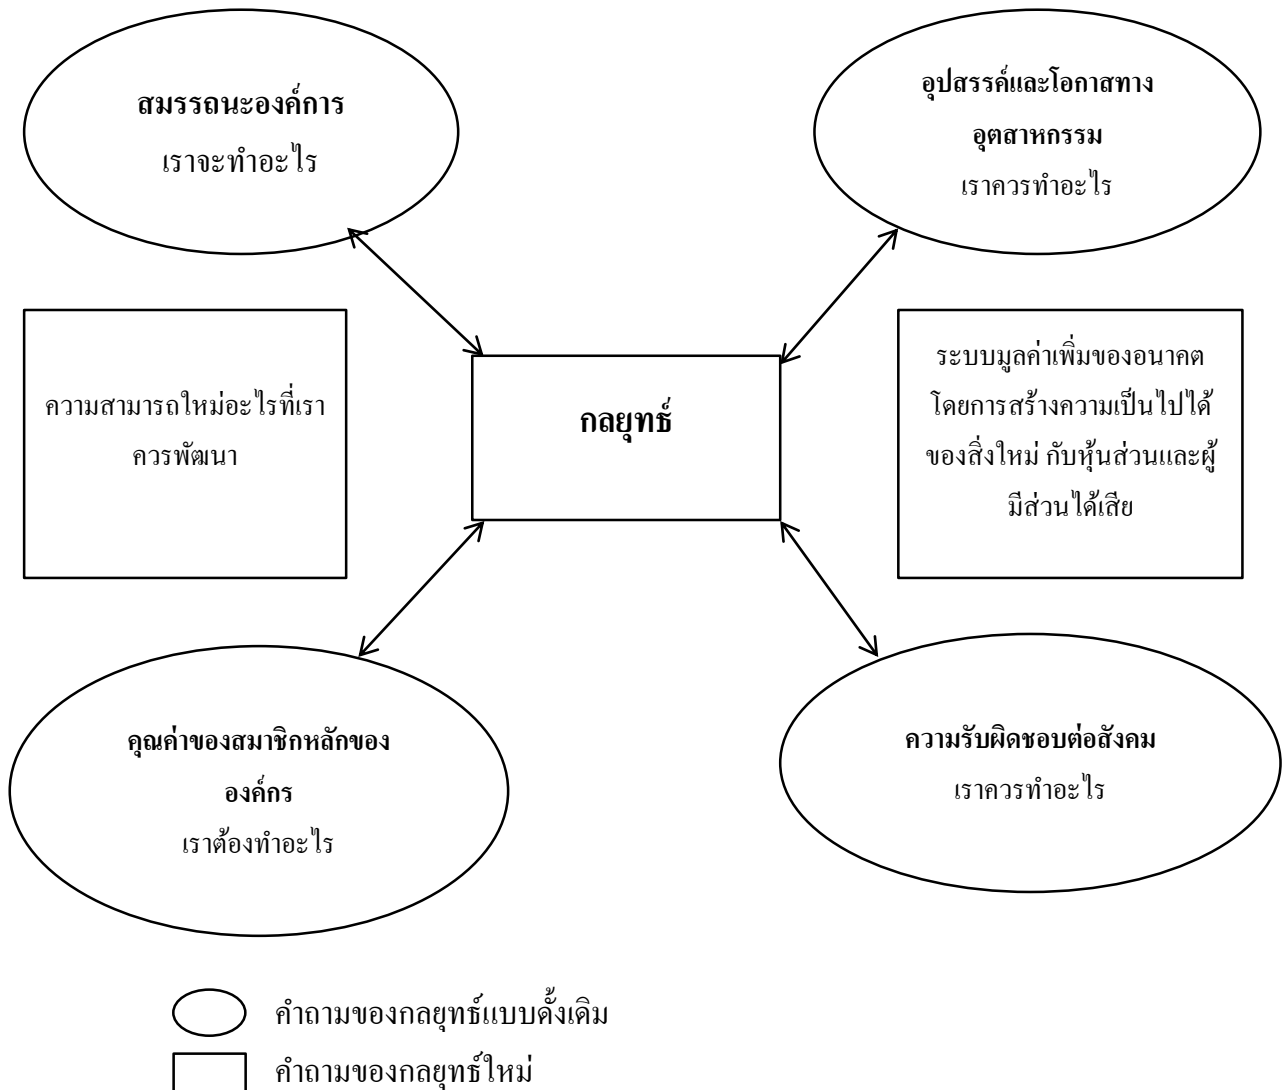 สมรรถนะองค์การ
เราจะทำอะไร
อุปสรรค์และโอกาสทาง
อุตสาหกรรม
เราควรทำอะไร
ความสามารถใหม่อะไรที่เรา
ควรพัฒนา
กลยุทธ์
ระบบมูลค่าเพิ่มของอนาคต
โดยการสร้างความเป็นไปได้
ของสิ่งใหม่ กับหุ้นส่วนและผู้
มีส่วนได้เสีย
คุณค่าของสมาชิกหลักของ
องค์กร
เราต้องทำอะไร
ความรับผิดชอบต่อสังคม
เราควรทำอะไร
คำถามของกลยุทธ์แบบดั้งเดิม
คำถามของกลยุทธ์ใหม่